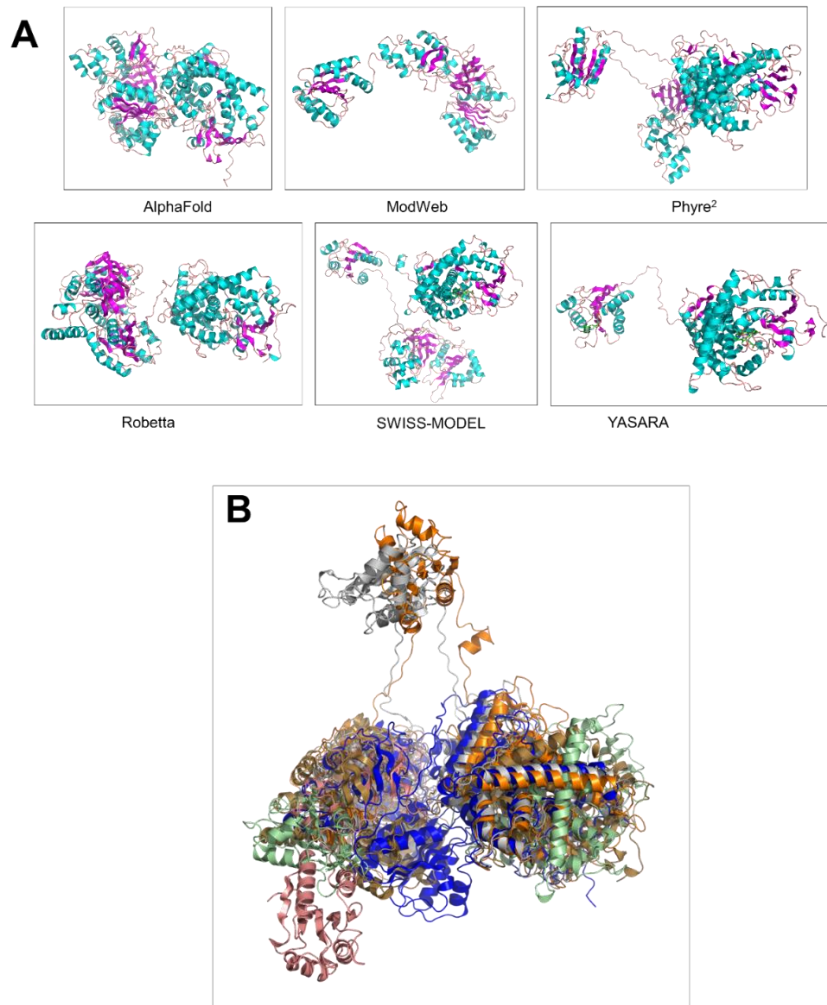 A
AlphaFold
ModWeb
Phyre²
Robetta
SWISS-MODEL
YASARA
B